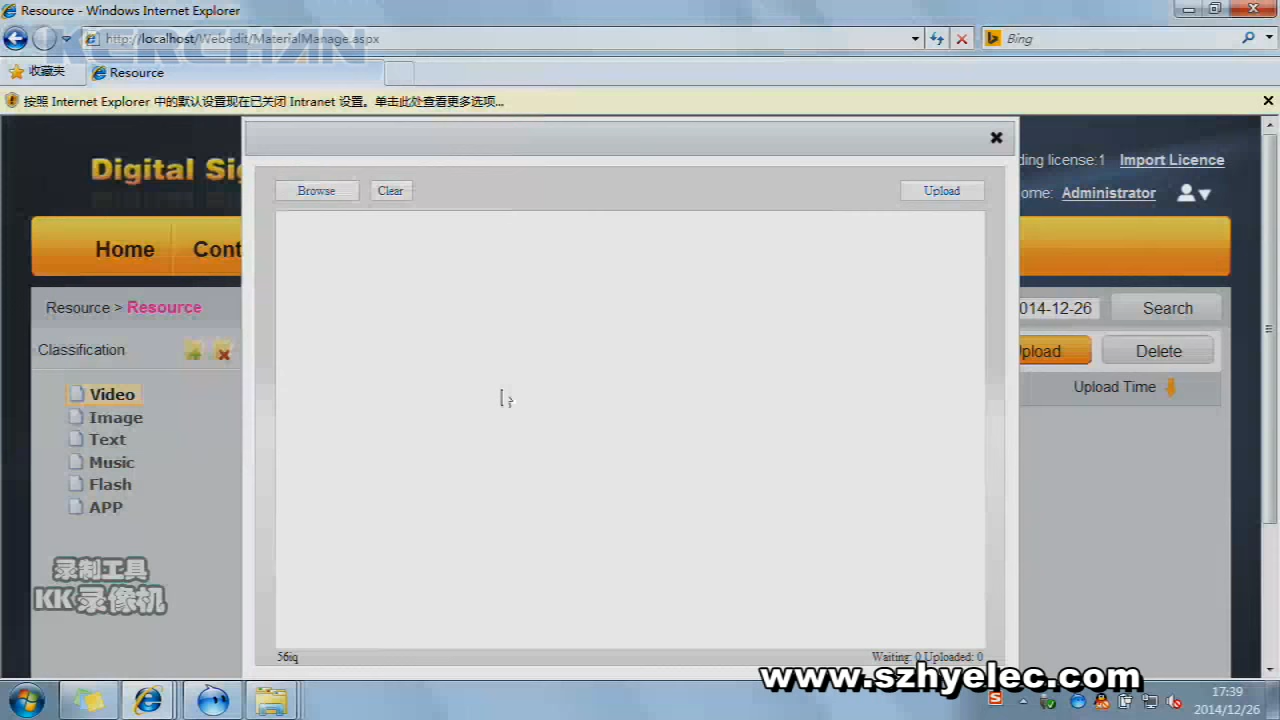 Resource - Windows Internet Explorer
http://localhost/Webedit/MaterialManage.aspx
Bing
KERCHAN
收藏夹
Resource
按照 Internet Explorer 中的默认设置现在已关闭 Intranet 设置。单击此处查看更多选项...
Digital Sig
ding license:1 Import Licence
ome: Administrator
Browse Clear Upload
Home Cont
Resource > Resource
014-12-26 Search
Classification
pload Delete
Upload Time
Video
Image
Text
Music
Flash
APP
录制工具
KK 录像机
56iq
Waiting: 0 Uploaded: 0
www.szhyelec.com
17:39
2014/12/26